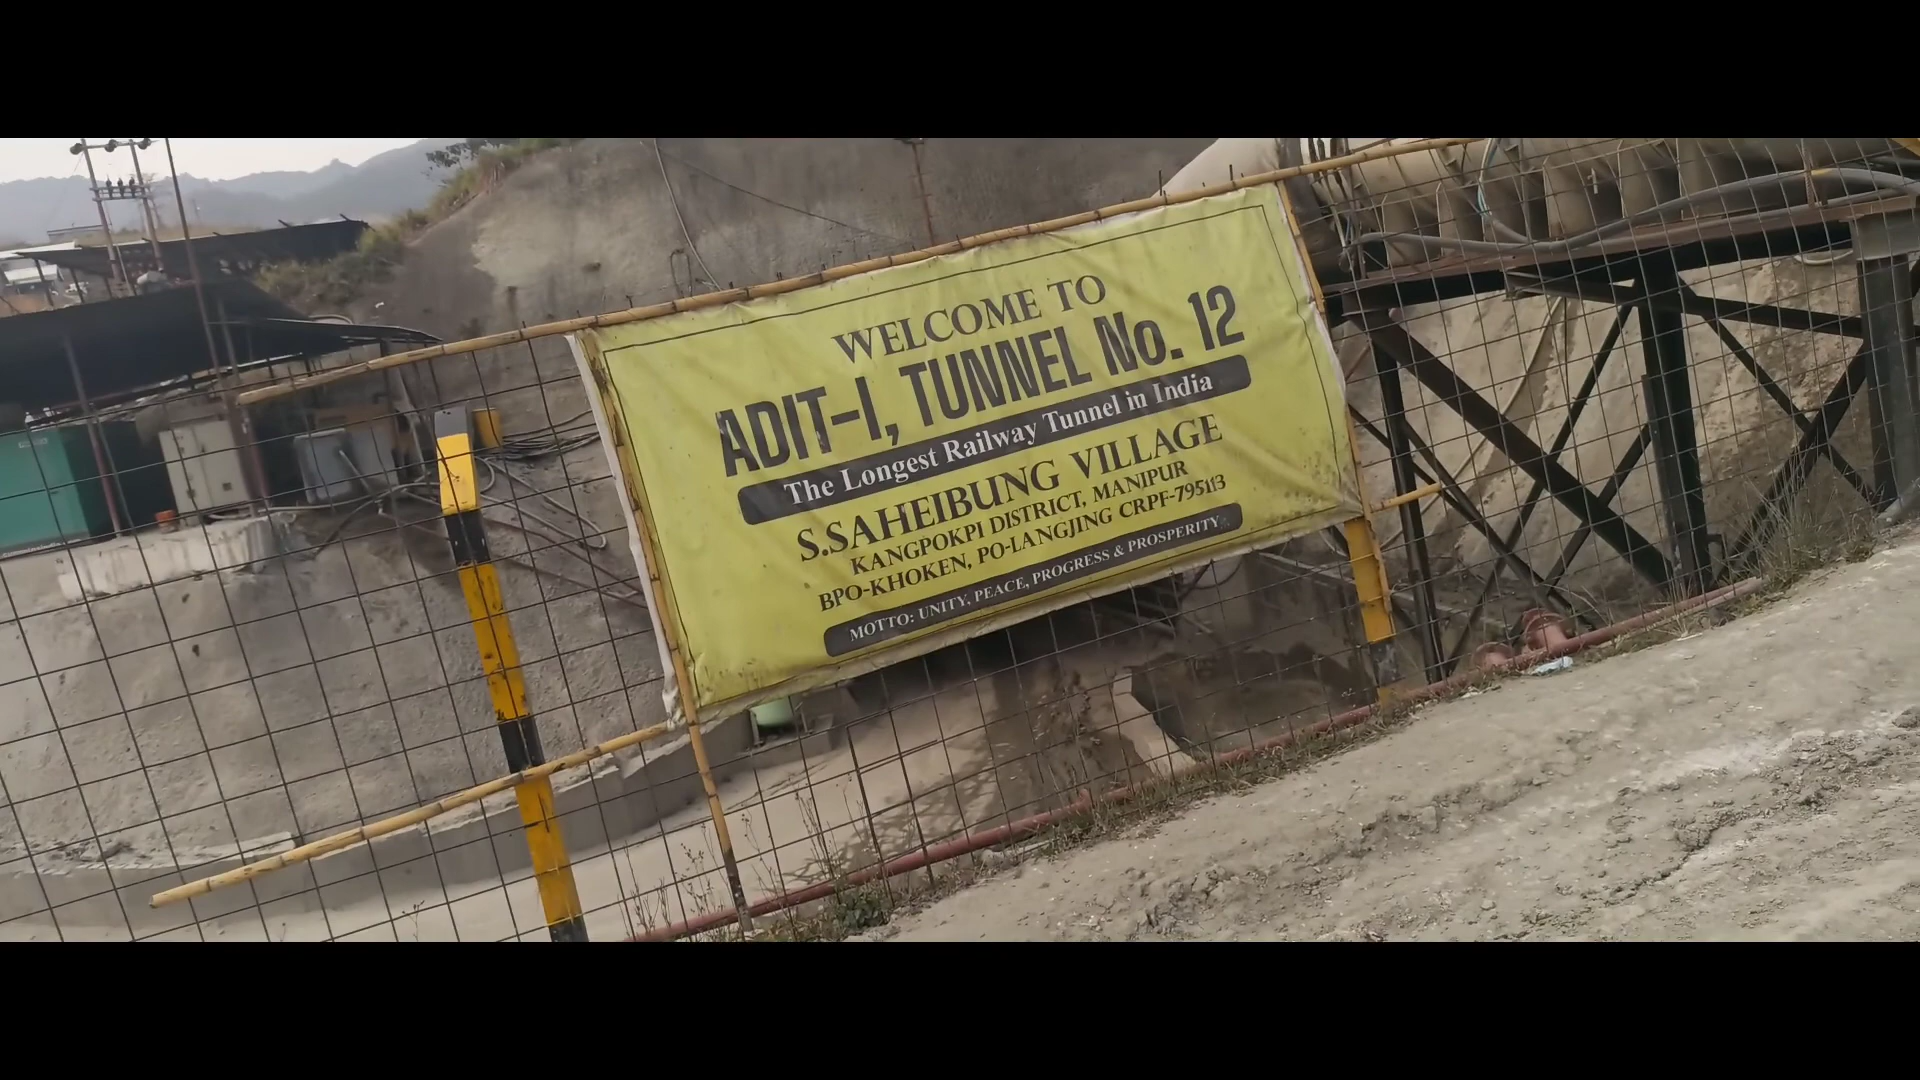 WELCOME TO
ADIT-I, TUNNEL No. 12
The Longest Railway Tunnel in India
S.SAHEIBUNG VILLAGE
KANGPOKPI DISTRICT, MANIPUR
BPO-KHOKEN, PO-LANGJING CRPF-795113
MOTTO: UNITY, PEACE, PROGRESS & PROSPERITY